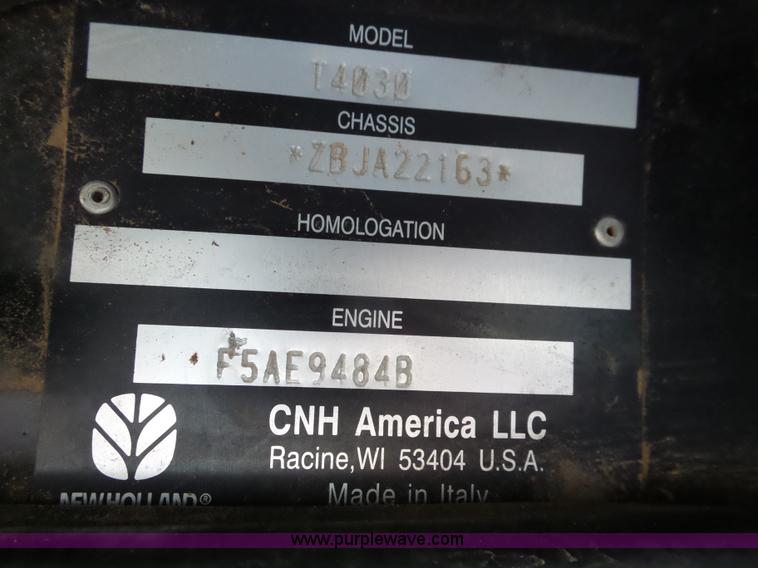 MODEL
T4030
CHASSIS
*ZBJA22163*
HOMOLOGATION
ENGINE
F5AE9484B
CNH America LLC
Racine, WI 53404 U.S.A.
NEW HOLLAND®
Made in Italy
www.purplewave.com